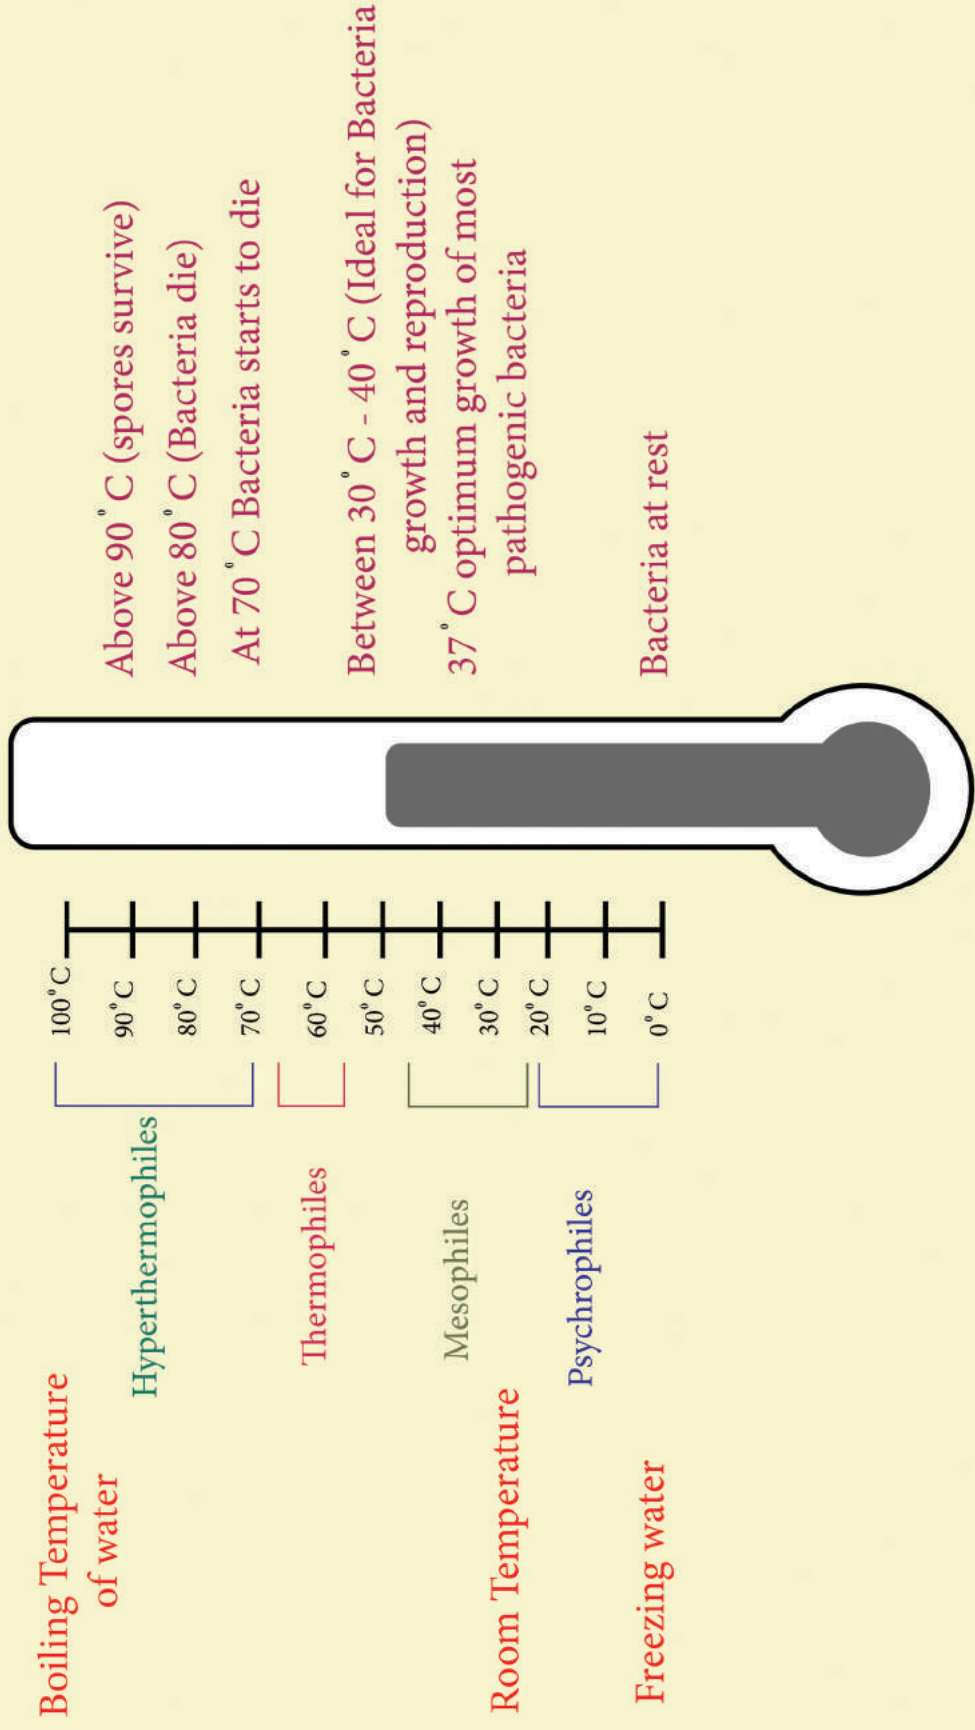 Boiling Temperature
of water
Room Temperature
Freezing water
Hyperthermophiles
Thermophiles
Mesophiles
Psychrophiles
100° C
90° C
80° C
70° C
60° C
50° C
40° C
30° C
20° C
10° C
0° C
Above 90° C (spores survive)
Above 80° C (Bacteria die)
At 70° C Bacteria starts to die
Between 30° C - 40° C (Ideal for Bacteria
growth and reproduction)
37° C optimum growth of most
pathogenic bacteria
Bacteria at rest